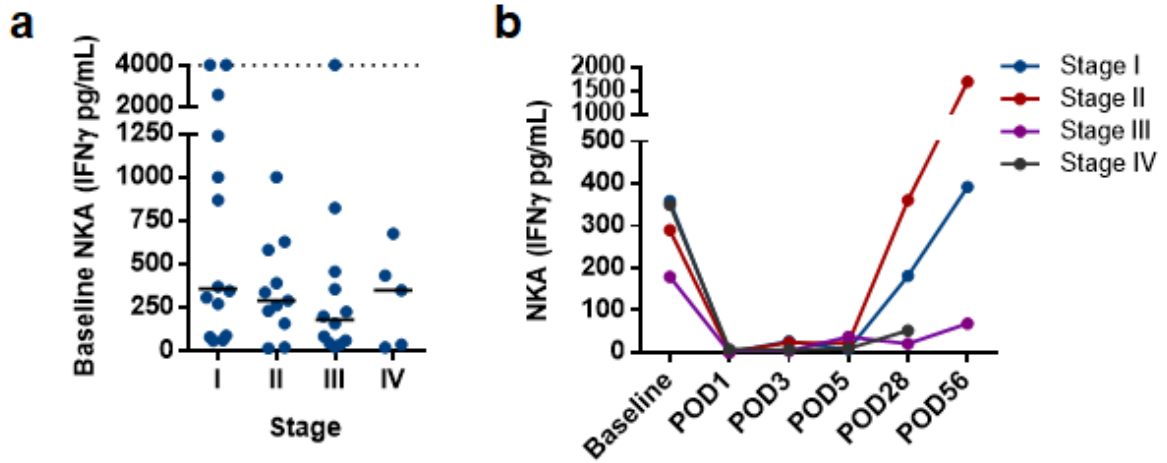 a
Baseline NKA (IFNγ pg/mL)
4000
2000
1250
1000
750
500
250
0
I II III IV
Stage
b
NKA (IFNγ pg/mL)
2000
1500
1000
500
400
300
200
100
0
Baseline POD1 POD3 POD5 POD28 POD56
Stage I
Stage II
Stage III
Stage IV